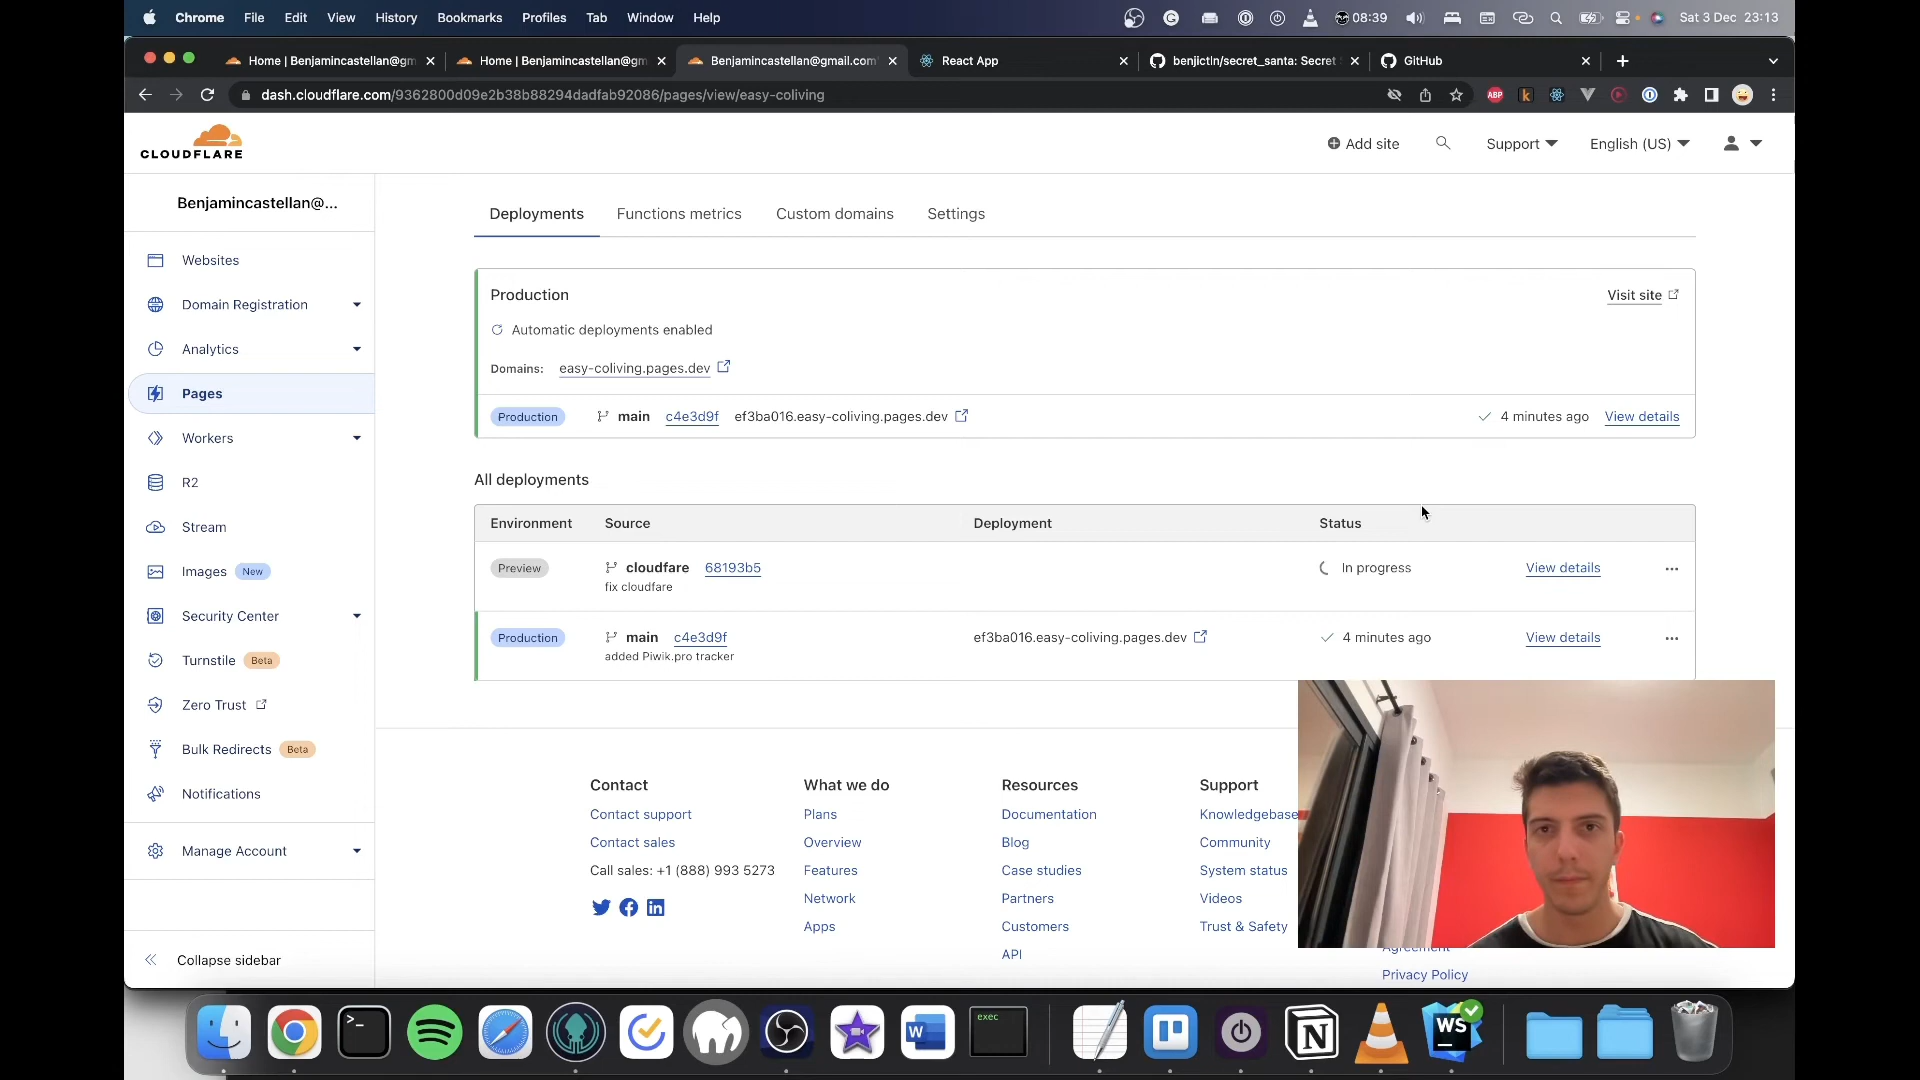 Chrome File Edit View History Bookmarks Profiles Tab Window Help 08:39 Sat 3 Dec 23:13
Home | Benjamincastellan@gm Home | Benjamincastellan@gm Benjamincastellan@gmail.com' React App benjictln/secret_santa: Secret GitHub
dash.cloudflare.com/9362800d09e2b38b88294dadfab92086/pages/view/easy-coliving ABP k
CLOUDFLARE
Add site Support English (US)
Benjamincastellan@...
Websites
Domain Registration
Analytics
Pages
Workers
R2
Stream
Images New
Security Center
Turnstile Beta
Zero Trust
Bulk Redirects Beta
Notifications
Manage Account
Collapse sidebar
Deployments Functions metrics Custom domains Settings
Production Visit site
Automatic deployments enabled
Domains: easy-coliving.pages.dev
Production main c4e3d9f ef3ba016.easy-coliving.pages.dev 4 minutes ago View details
All deployments
Environment Source Deployment Status
Preview cloudfare 68193b5 In progress View details
fix cloudfare
Production main c4e3d9f ef3ba016.easy-coliving.pages.dev 4 minutes ago View details
added Piwik.pro tracker
Contact What we do Resources Support
Contact support Plans Documentation Knowledgebase
Contact sales Overview Blog Community
Call sales: +1 (888) 993 5273 Features Case studies System status
Network Partners Videos
Apps Customers Trust & Safety
API
Agreement
Privacy Policy
>_
W
exec
N
WS